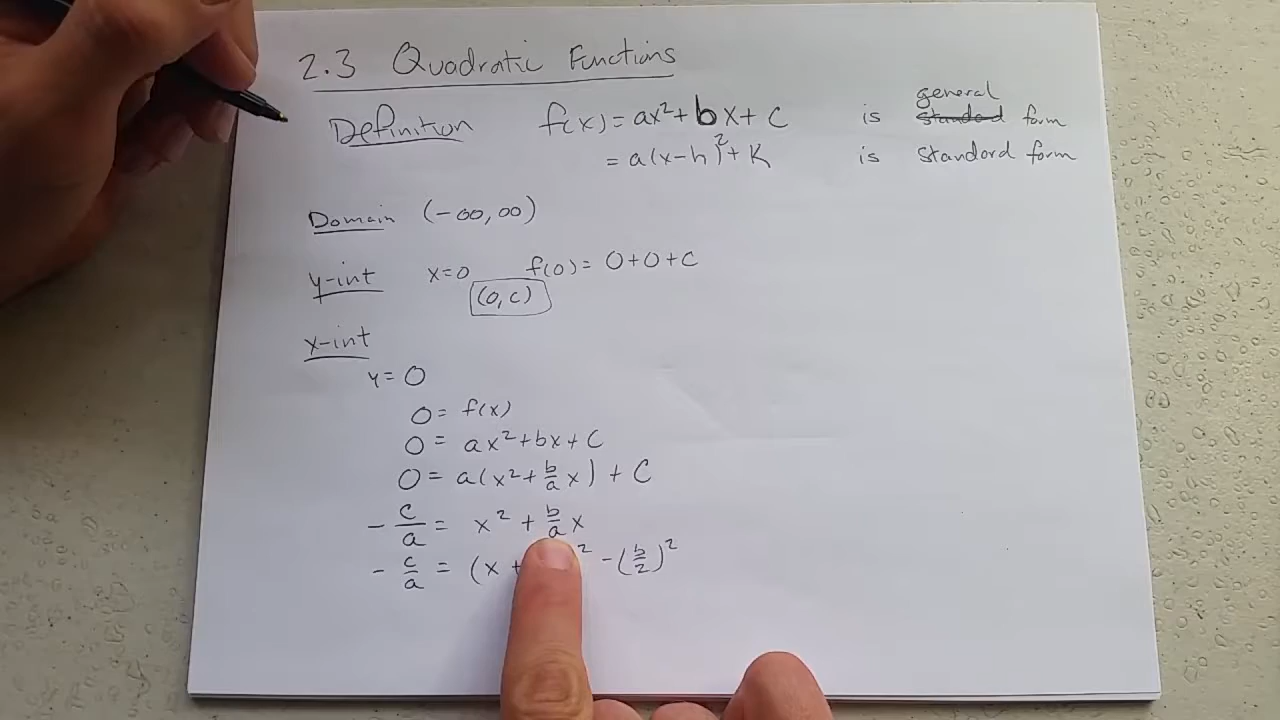 2.3 Quadratic Functions
Definition f(x) = ax² + bx + c is standard general form
= a(x-h)² + k is standard form
Domain (-∞, ∞)
y-int x=0 f(0) = 0+0+c
(0, c)
x-int
y = 0
0 = f(x)
0 = ax² + bx + c
0 = a(x² + b/a x) + c
- c/a = x² + b/a x
- c/a = (x + ² - (b/2)²